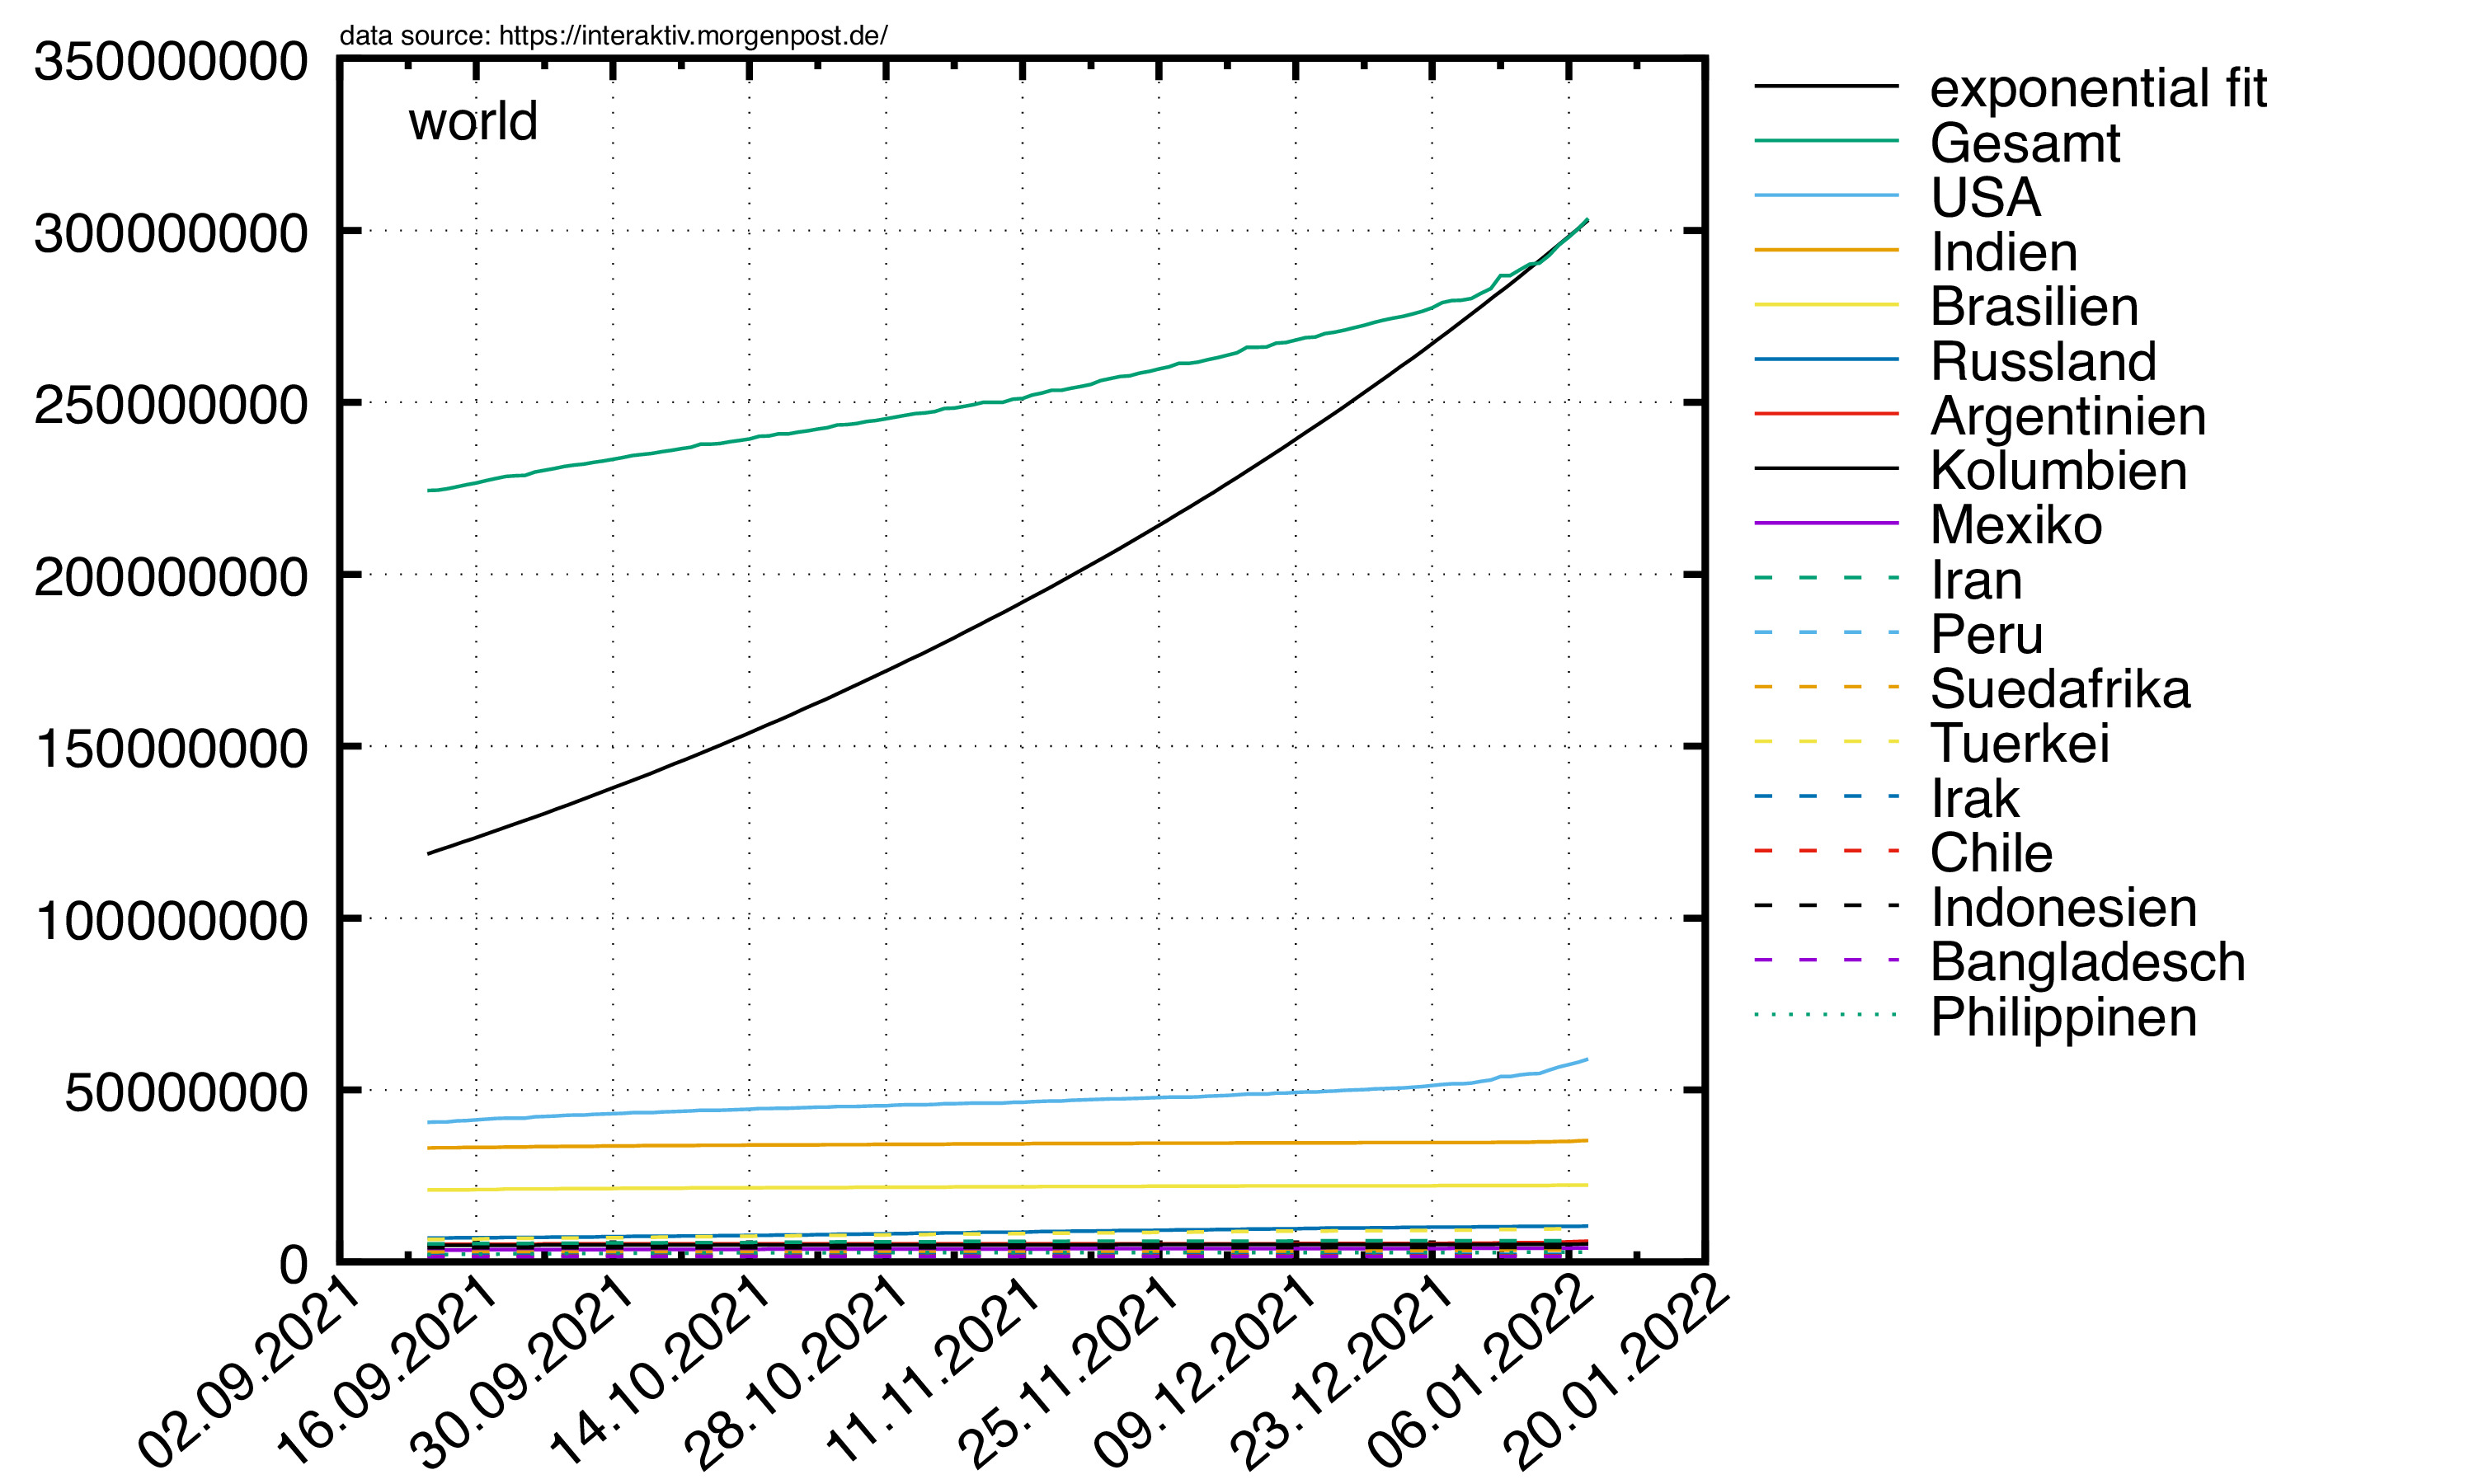 data source: https://interaktiv.morgenpost.de/
world
350000000
300000000
250000000
200000000
150000000
100000000
50000000
0
02.09.2021
16.09.2021
30.09.2021
14.10.2021
28.10.2021
11.11.2021
25.11.2021
09.12.2021
23.12.2021
06.01.2022
20.01.2022
exponential fit
Gesamt
USA
Indien
Brasilien
Russland
Argentinien
Kolumbien
Mexiko
Iran
Peru
Suedafrika
Tuerkei
Irak
Chile
Indonesien
Bangladesch
Philippinen